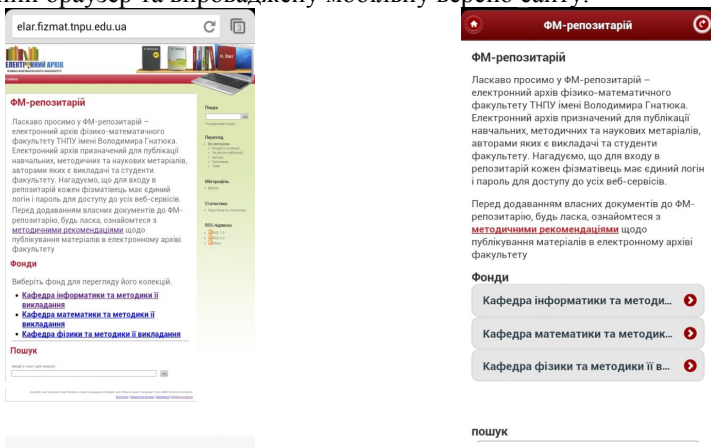 браузер та впроваджену мобільну версію сайту.
elar.fizmat.tnpu.edu.ua
3
ЕЛЕКТРОННИЙ АРХІВ
ФМ-репозитарій
Ласкаво просимо у ФМ-репозитарій –
електронний архів фізико-математичного
факультету ТНПУ імені Володимира Гнатюка.
Електронний архів призначений для публікації
навчальних, методичних та наукових метаріалів,
авторами яких є викладачі та студенти
факультету. Нагадуємо, що для входу в
репозитарій кожен фізматівець має єдиний
логін і пароль для доступу до усіх веб-сервісів.
Перед додаванням власних документів до ФМ-
репозитарію, будь ласка, ознайомтеся з
методичними рекомендаціями щодо
публікування матеріалів в електронному архіві
факультету
Фонди
Виберіть фонд для перегляду його колекцій.
Кафедра інформатики та методики її
викладання
Кафедра математики та методики її
викладання
Кафедра фізики та методики її викладання
Пошук
Пошук
Перегляд
Мій профіль
Статистика
RSS-підписка
ФМ-репозитарій
ФМ-репозитарій
Ласкаво просимо у ФМ-репозитарій –
електронний архів фізико-математичного
факультету ТНПУ імені Володимира Гнатюка.
Електронний архів призначений для публікації
навчальних, методичних та наукових метаріалів,
авторами яких є викладачі та студенти
факультету. Нагадуємо, що для входу в
репозитарій кожен фізматівець має єдиний логін
і пароль для доступу до усіх веб-сервісів.
Перед додаванням власних документів до ФМ-
репозитарію, будь ласка, ознайомтеся з
методичними рекомендаціями щодо
публікування матеріалів в електронному архіві
факультету
Фонди
Кафедра інформатики та методи...
Кафедра математики та методик...
Кафедра фізики та методики її в...
пошук